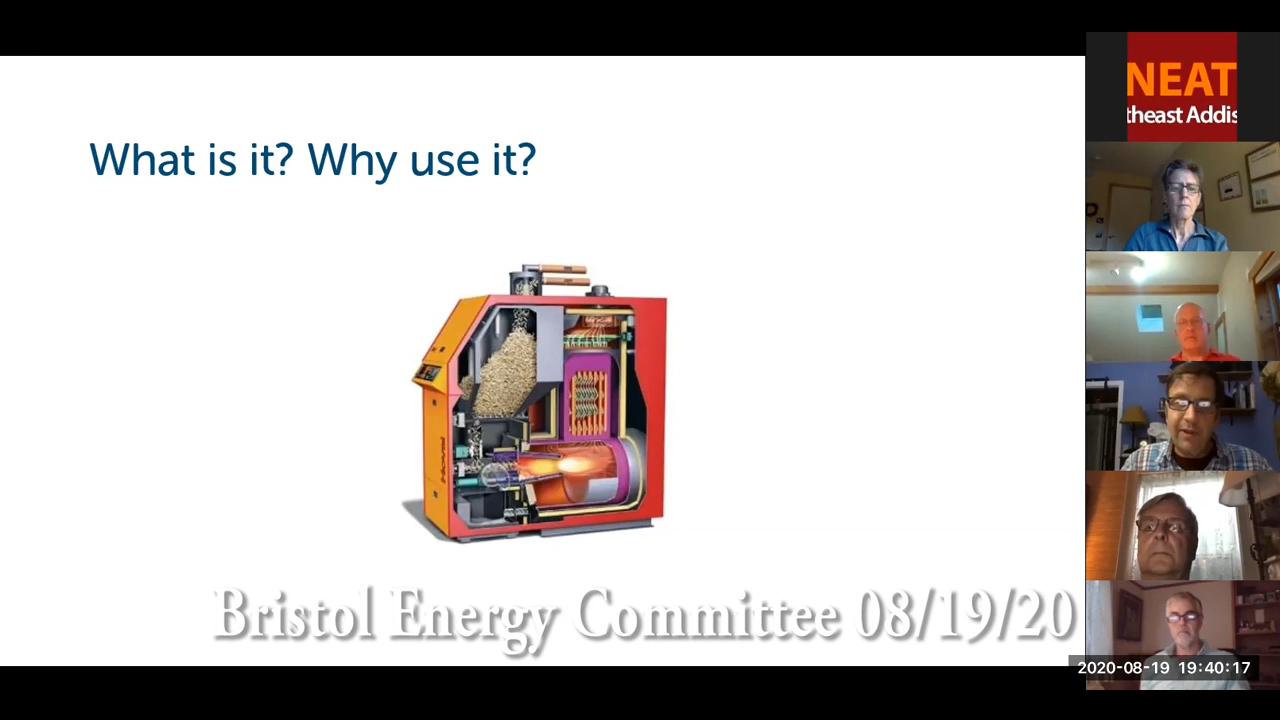 What is it? Why use it?
NEAT
theast Addis
Bristol Energy Committee 08/19/20
2020-08-19 19:40:17